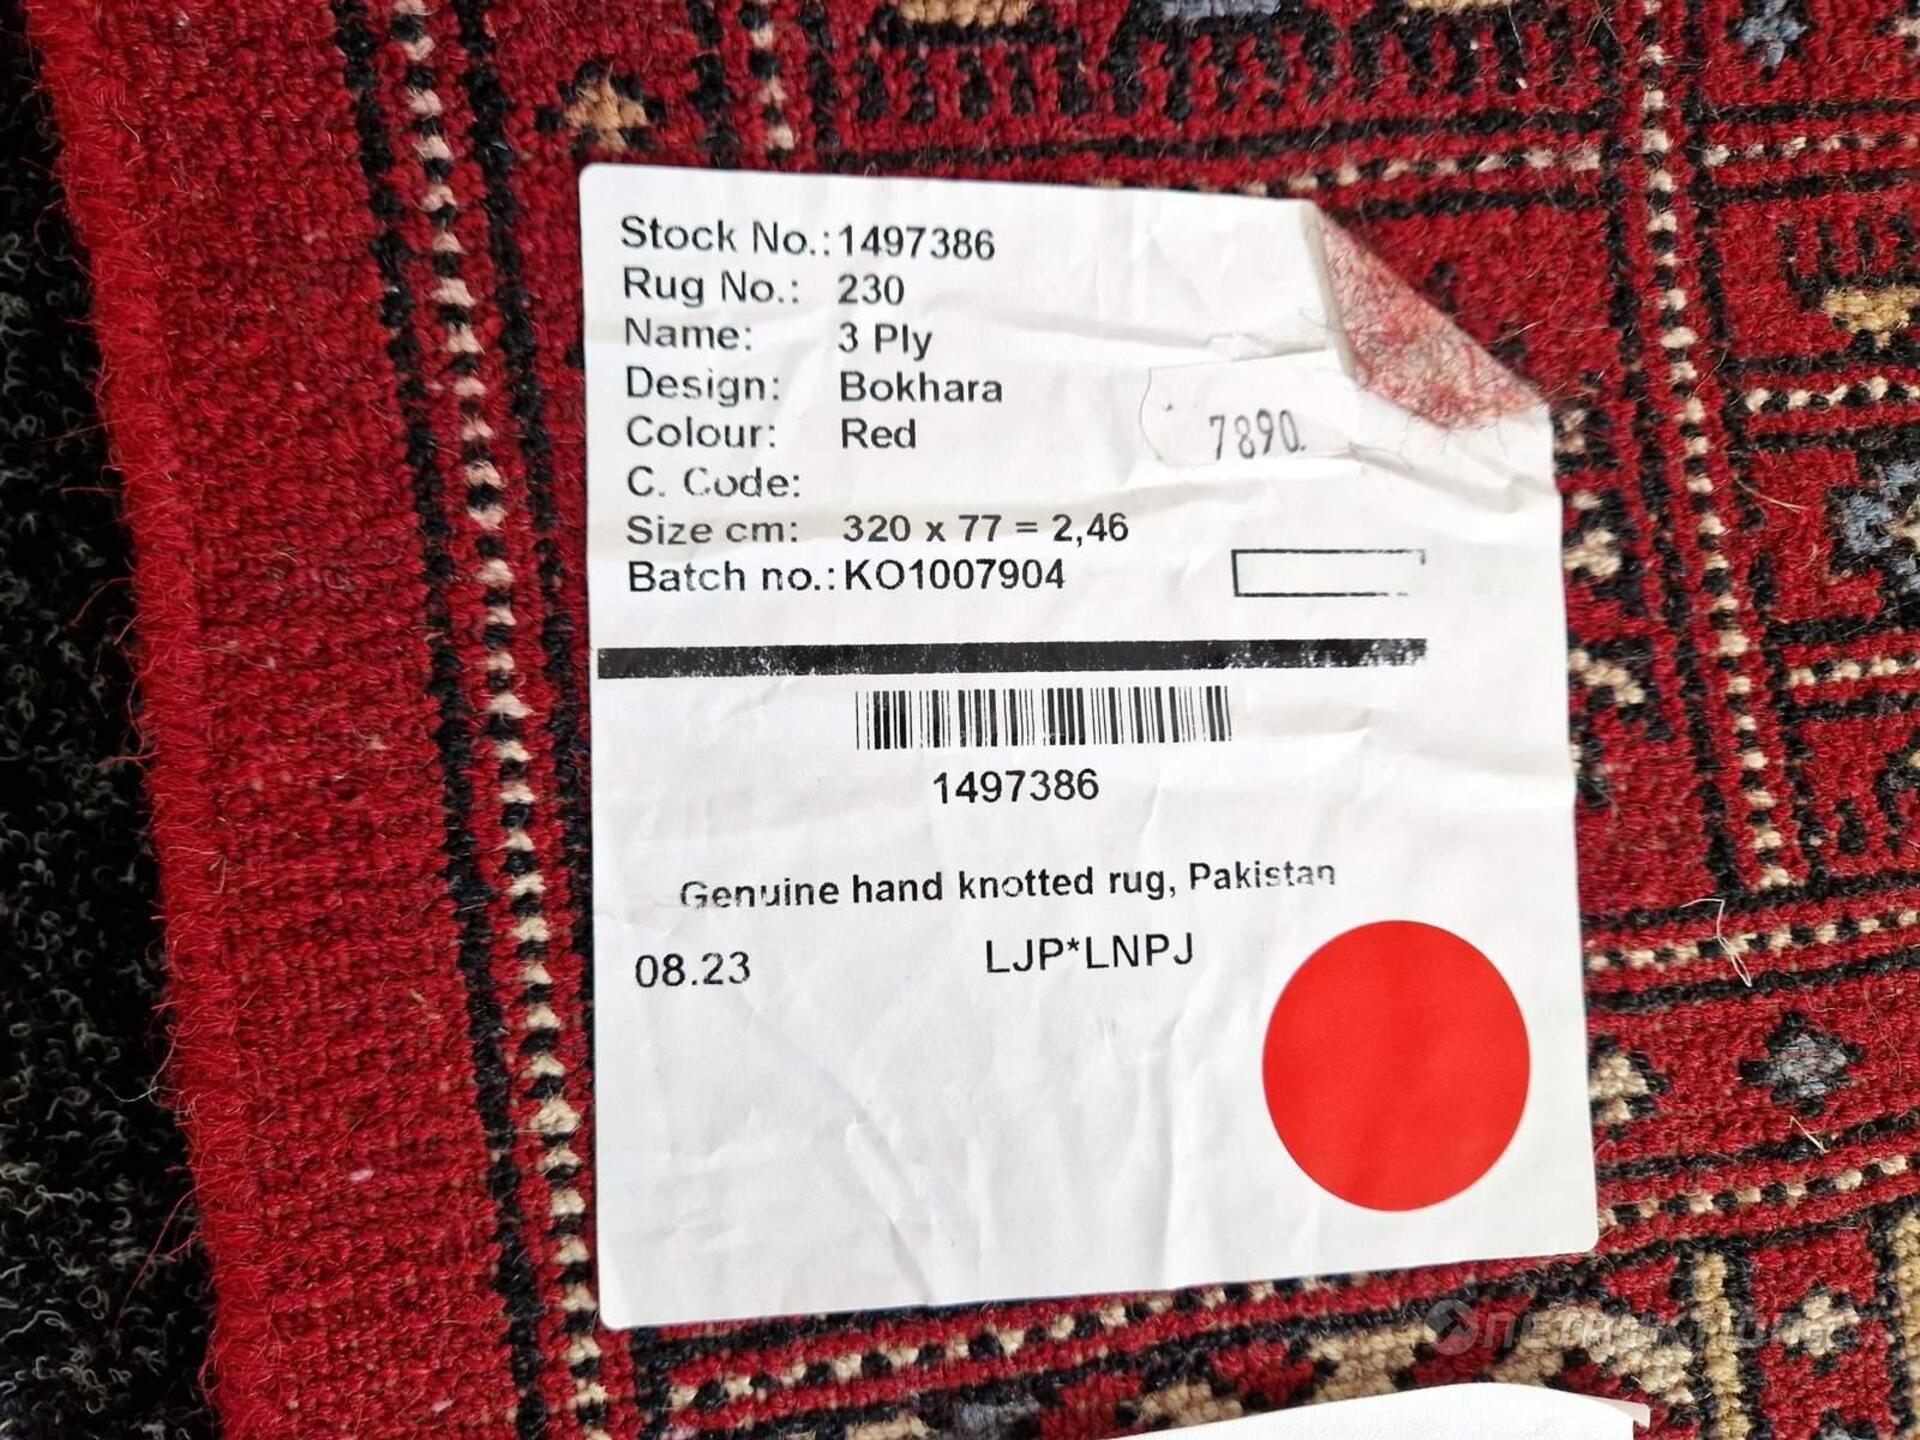 Stock No.: 1497386
Rug No.: 230
Name: 3 Ply
Design: Bokhara
Colour: Red
7890.
C. Code:
Size cm: 320 x 77 = 2,46
Batch no.: KO1007904
1497386
Genuine hand knotted rug, Pakistan
08.23 LJP*LNPJ